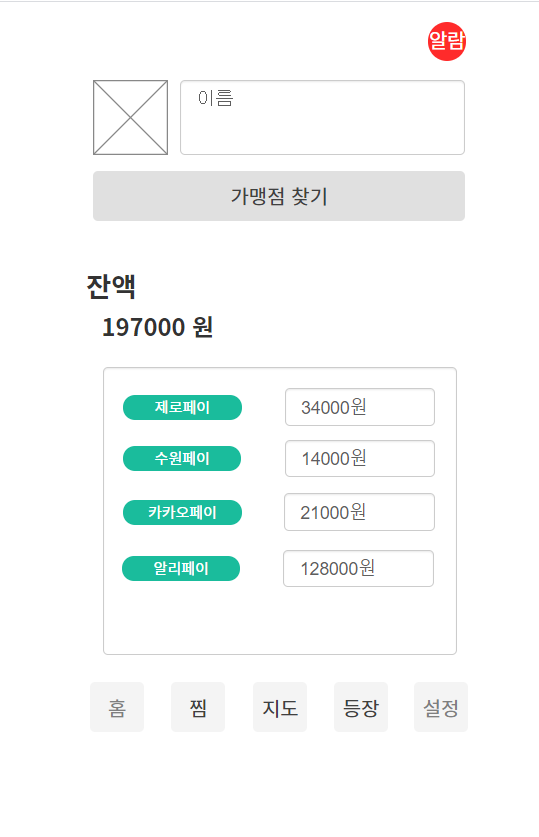 알람
이름
가맹점 찾기
잔액
197000 원
제로페이 34000원
수원페이 14000원
카카오페이 21000원
알리페이 128000원
홈 찜 지도 등장 설정